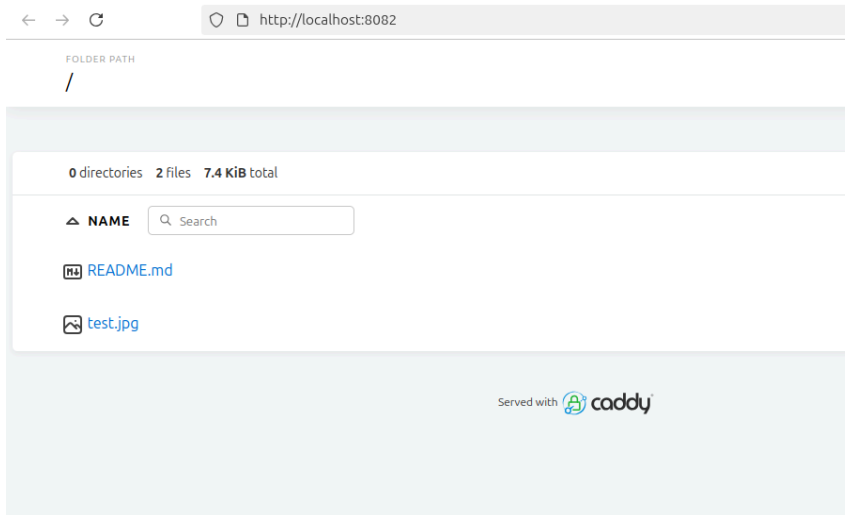 http://localhost:8082
FOLDER PATH
/
0 directories 2 files 7.4 KiB total
NAME Search
README.md
test.jpg
Served with caddy